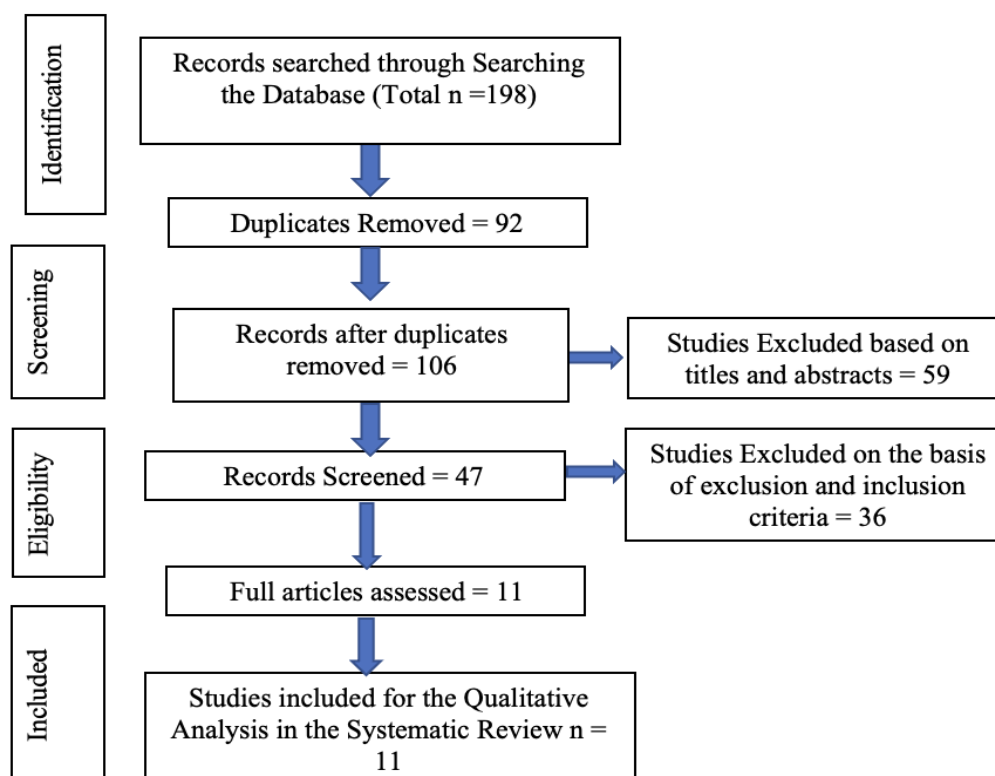 Identification
Records searched through Searching
the Database (Total n =198)
Duplicates Removed = 92
Screening
Records after duplicates
removed = 106
Studies Excluded based on
titles and abstracts = 59
Eligibility
Records Screened = 47
Studies Excluded on the basis
of exclusion and inclusion
criteria = 36
Full articles assessed = 11
Included
Studies included for the Qualitative
Analysis in the Systematic Review n =
11